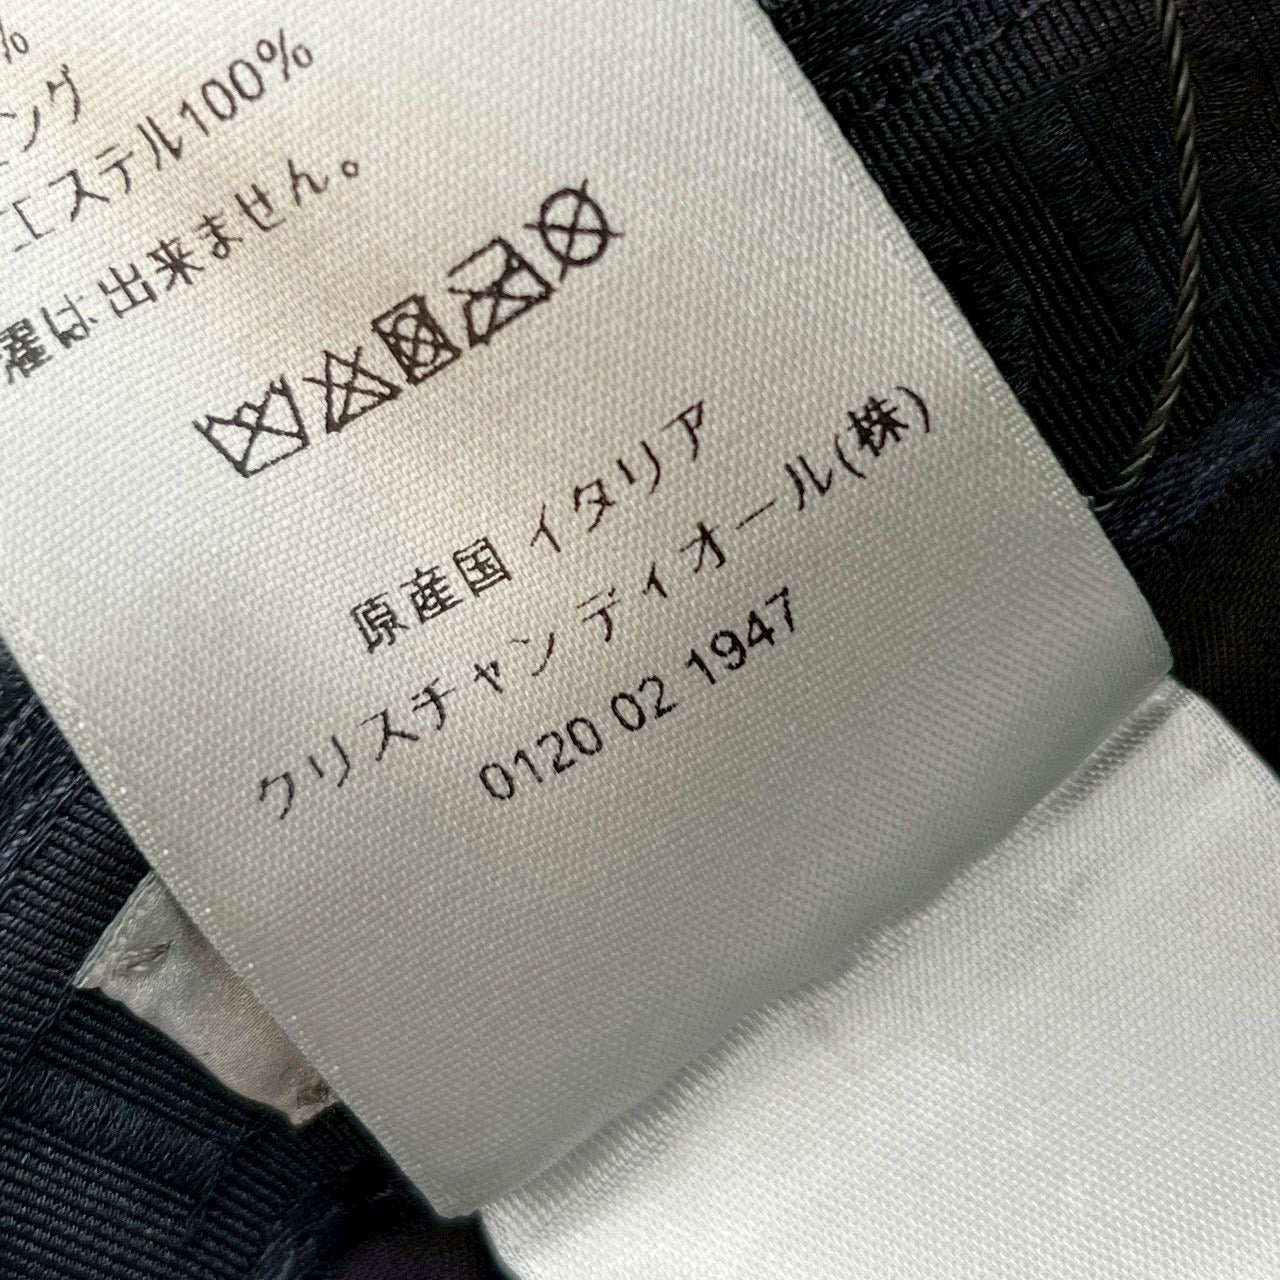 %
ング
エステル100%
濯は出来ません。
原産国 イタリア
クリスチャン ディオール(株)
0120 02 1947